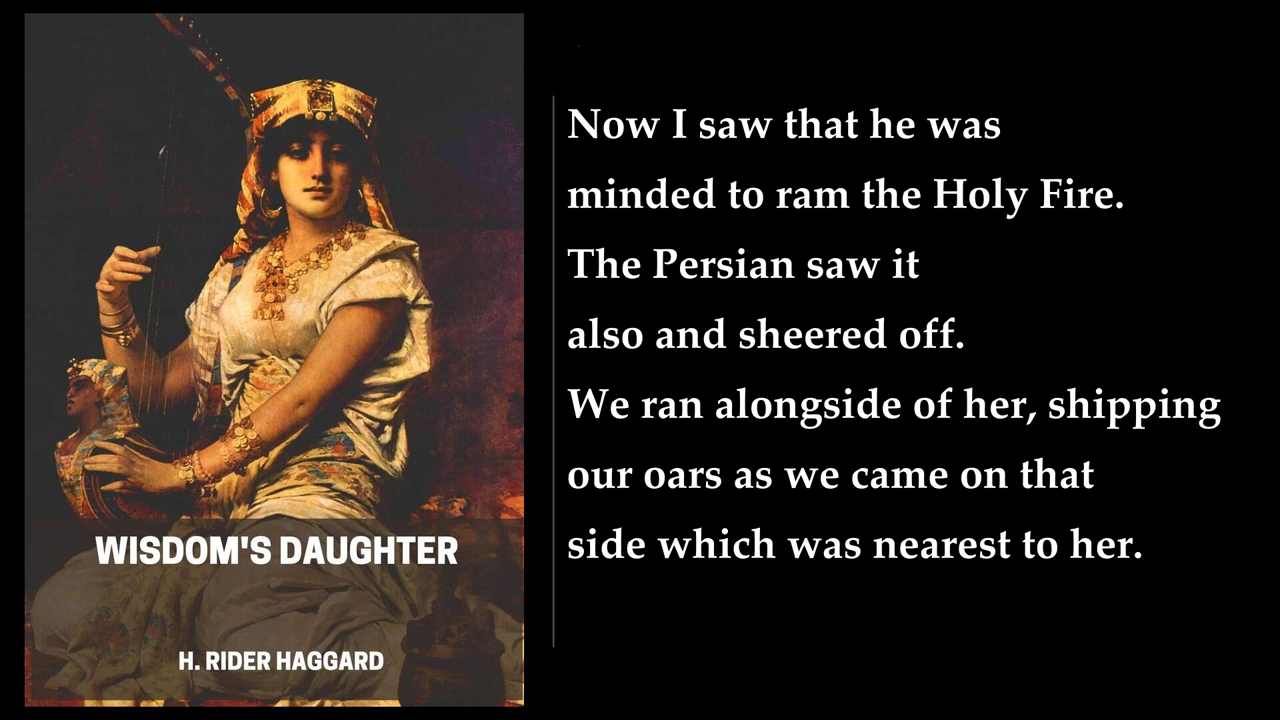 WISDOM'S DAUGHTER
H. RIDER HAGGARD
Now I saw that he was
minded to ram the Holy Fire.
The Persian saw it
also and sheered off.
We ran alongside of her, shipping
our oars as we came on that
side which was nearest to her.